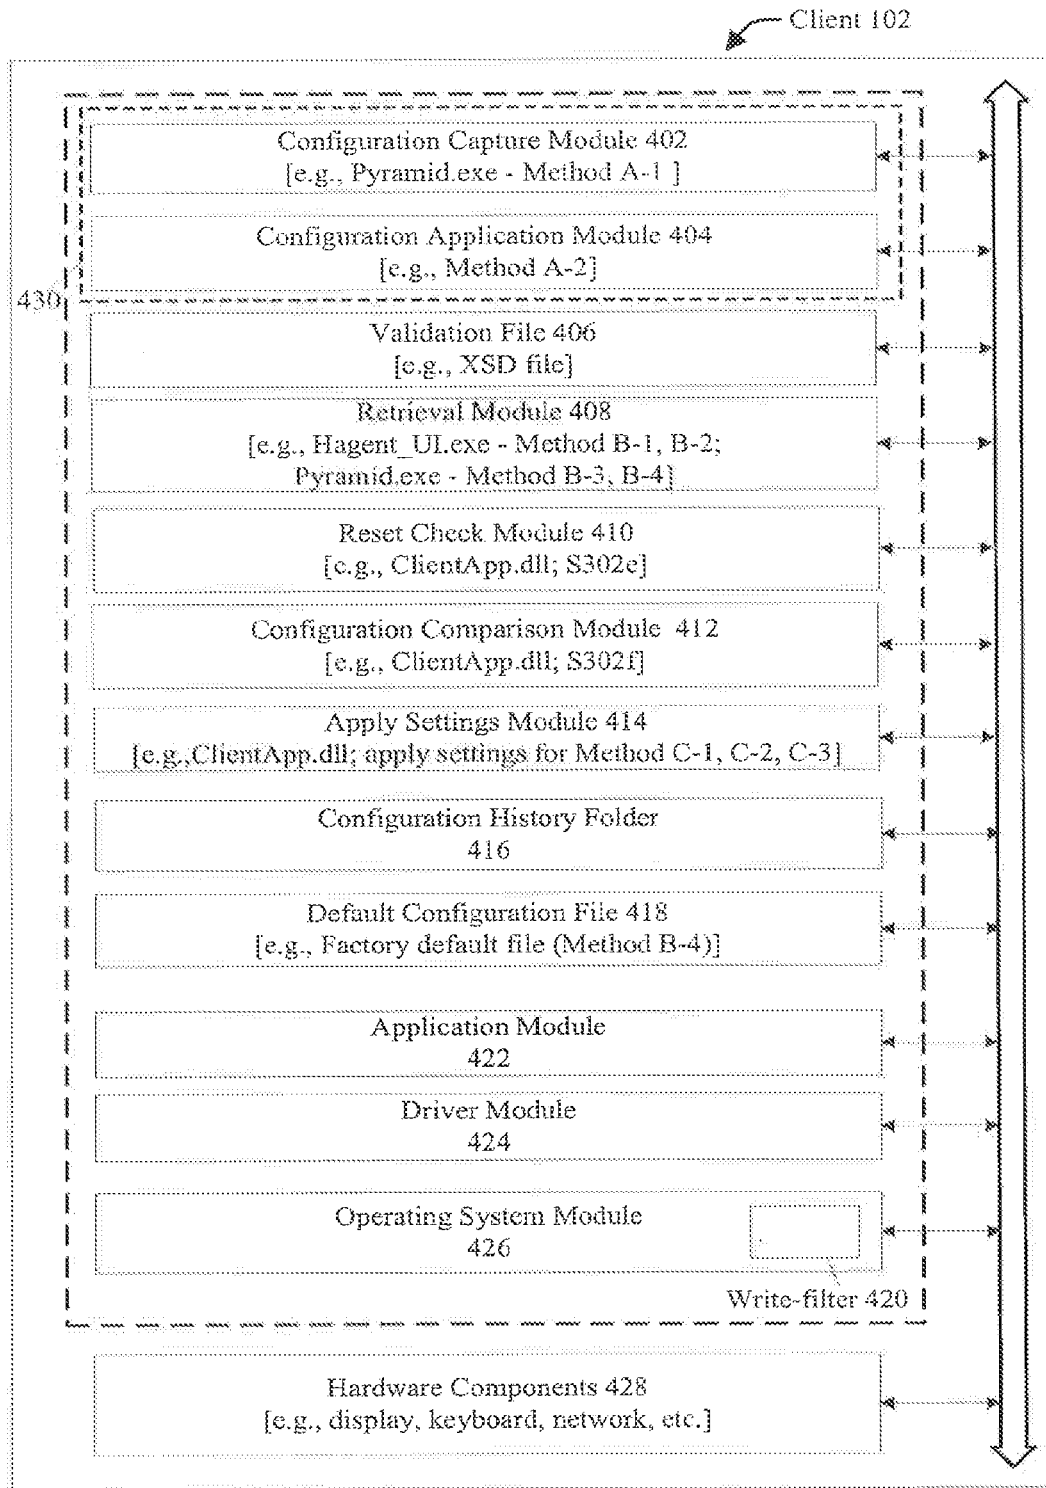 Client 102
Configuration Capture Module 402
[e.g., Pyramid.exe - Method A-1 ]
Configuration Application Module 404
[e.g., Method A-2]
430
Validation File 406
[e.g., XSD file]
Retrieval Module 408
[e.g., Hagent_UI.exe - Method B-1, B-2;
Pyramid.exe - Method B-3, B-4]
Reset Check Module 410
[e.g., ClientApp.dll; S302e]
Configuration Comparison Module 412
[e.g., ClientApp.dll; S302f]
Apply Settings Module 414
[e.g.,ClientApp.dll; apply settings for Method C-1, C-2, C-3]
Configuration History Folder
416
Default Configuration File 418
[e.g., Factory default file (Method B-4)]
Application Module
422
Driver Module
424
Operating System Module
426
Write-filter 420
Hardware Components 428
[e.g., display, keyboard, network, etc.]